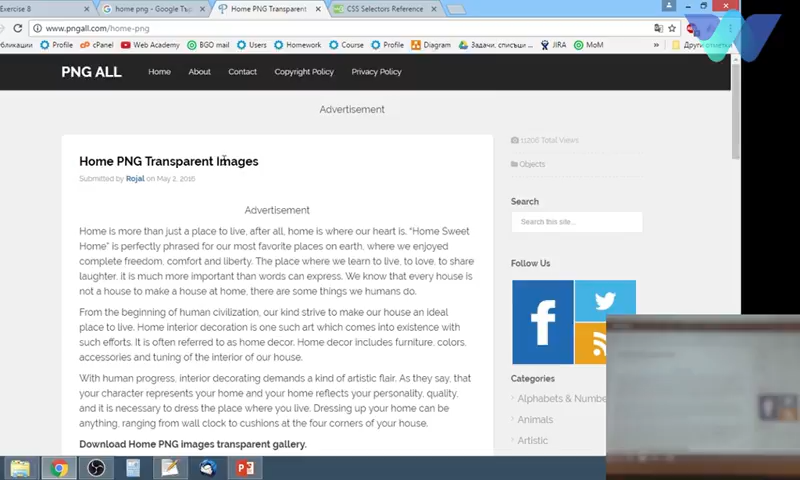 Exercise 8
home png - Google Тър
Home PNG Transparent
CSS Selectors Reference
www.pngall.com/home-png
убликации
Profile
cPanel
Web Academy
BGO mail
Users
Homework
Course
Profile
Diagram
Задачи, списъци
JIRA
MoM
»
Други отметки
PNG ALL
Home
About
Contact
Copyright Policy
Privacy Policy
Advertisement
Home PNG Transparent Images
Submitted by Rojal on May 2, 2016
Advertisement
Home is more than just a place to live, after all, home is where our heart is. "Home Sweet
Home" is perfectly phrased for our most favorite places on earth, where we enjoyed
complete freedom, comfort and liberty. The place where we learn to live, to love, to share
laughter, it is much more important than words can express. We know that every house is
not a house to make a house at home, there are some things we humans do.
From the beginning of human civilization, our kind strive to make our house an ideal
place to live. Home interior decoration is one such art which comes into existence with
such efforts. It is often referred to as home decor. Home decor includes furniture, colors,
accessories and tuning of the interior of our house.
With human progress, interior decorating demands a kind of artistic flair. As they say, that
your character represents your home and your home reflects your personality, quality,
and it is necessary to dress the place where you live. Dressing up your home can be
anything, ranging from wall clock to cushions at the four corners of your house.
Download Home PNG images transparent gallery.
Total Views
Objects
Search
Search this site...
Follow Us
Categories
Alphabets & Numbe
Animals
Artistic